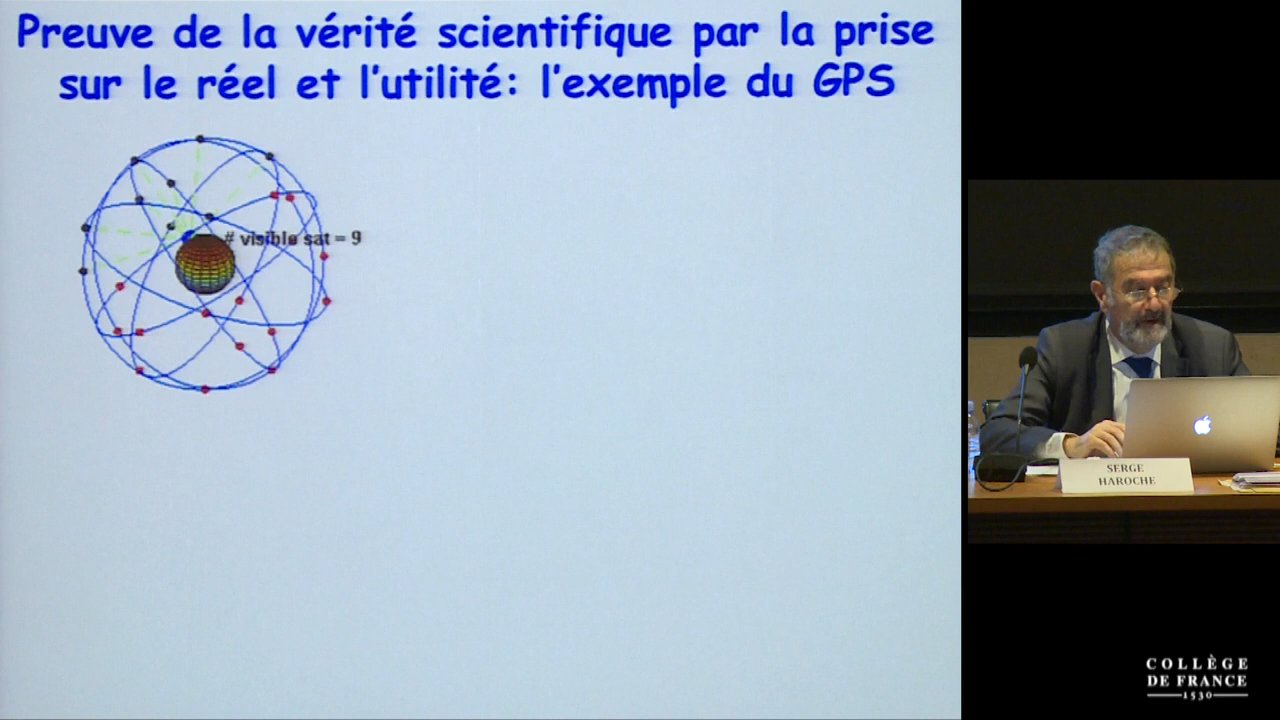 Preuve de la vérité scientifique par la prise
sur le réel et l'utilité: l'exemple du GPS
# visible sat = 9
SERGE
HAROCHE
COLLÈGE
DE FRANCE
1530